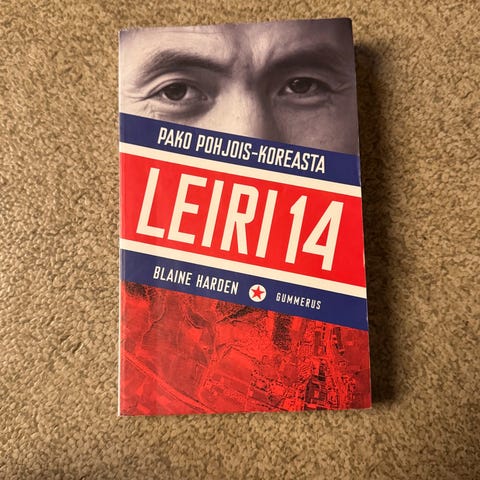 PAKO POHJOIS-KOREASTA
LEIRI 14
BLAINE HARDEN
GUMMERUS